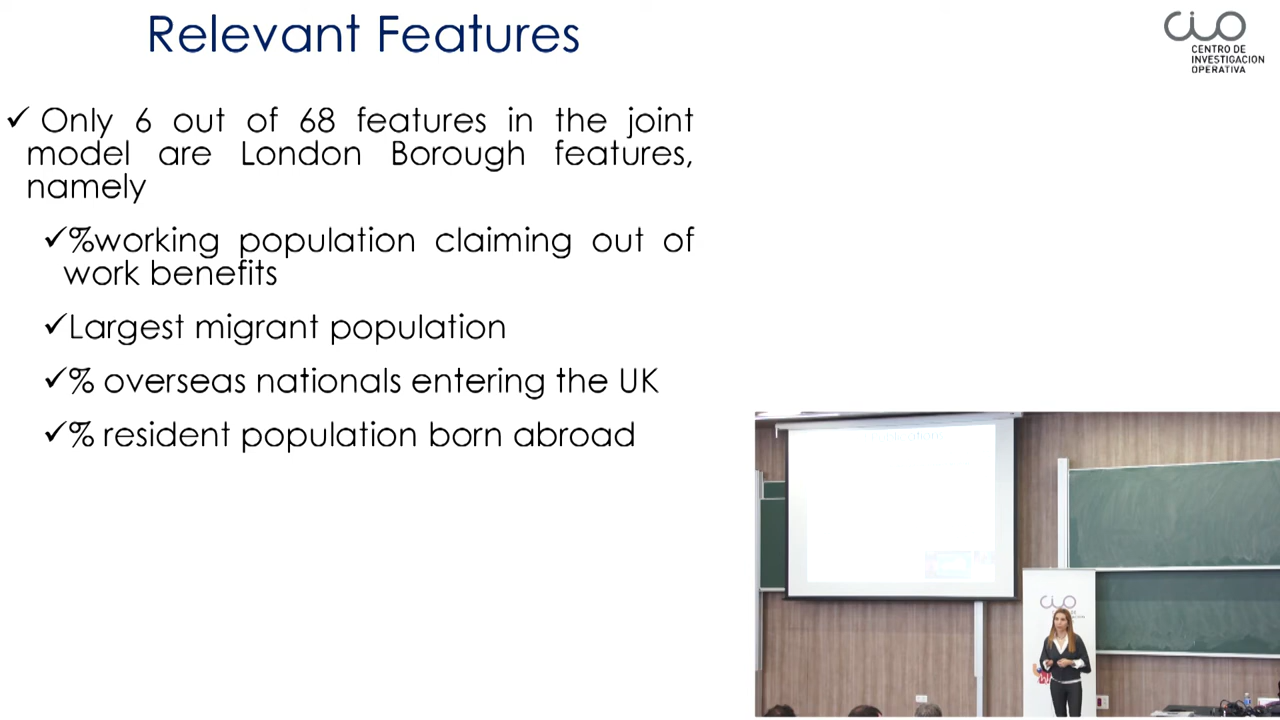 Relevant Features
CIO
CENTRO DE
INVESTIGACION
OPERATIVA
✓ Only 6 out of 68 features in the joint
model are London Borough features,
namely
✓%working population claiming out of
work benefits
✓Largest migrant population
✓% overseas nationals entering the UK
✓% resident population born abroad
CIO